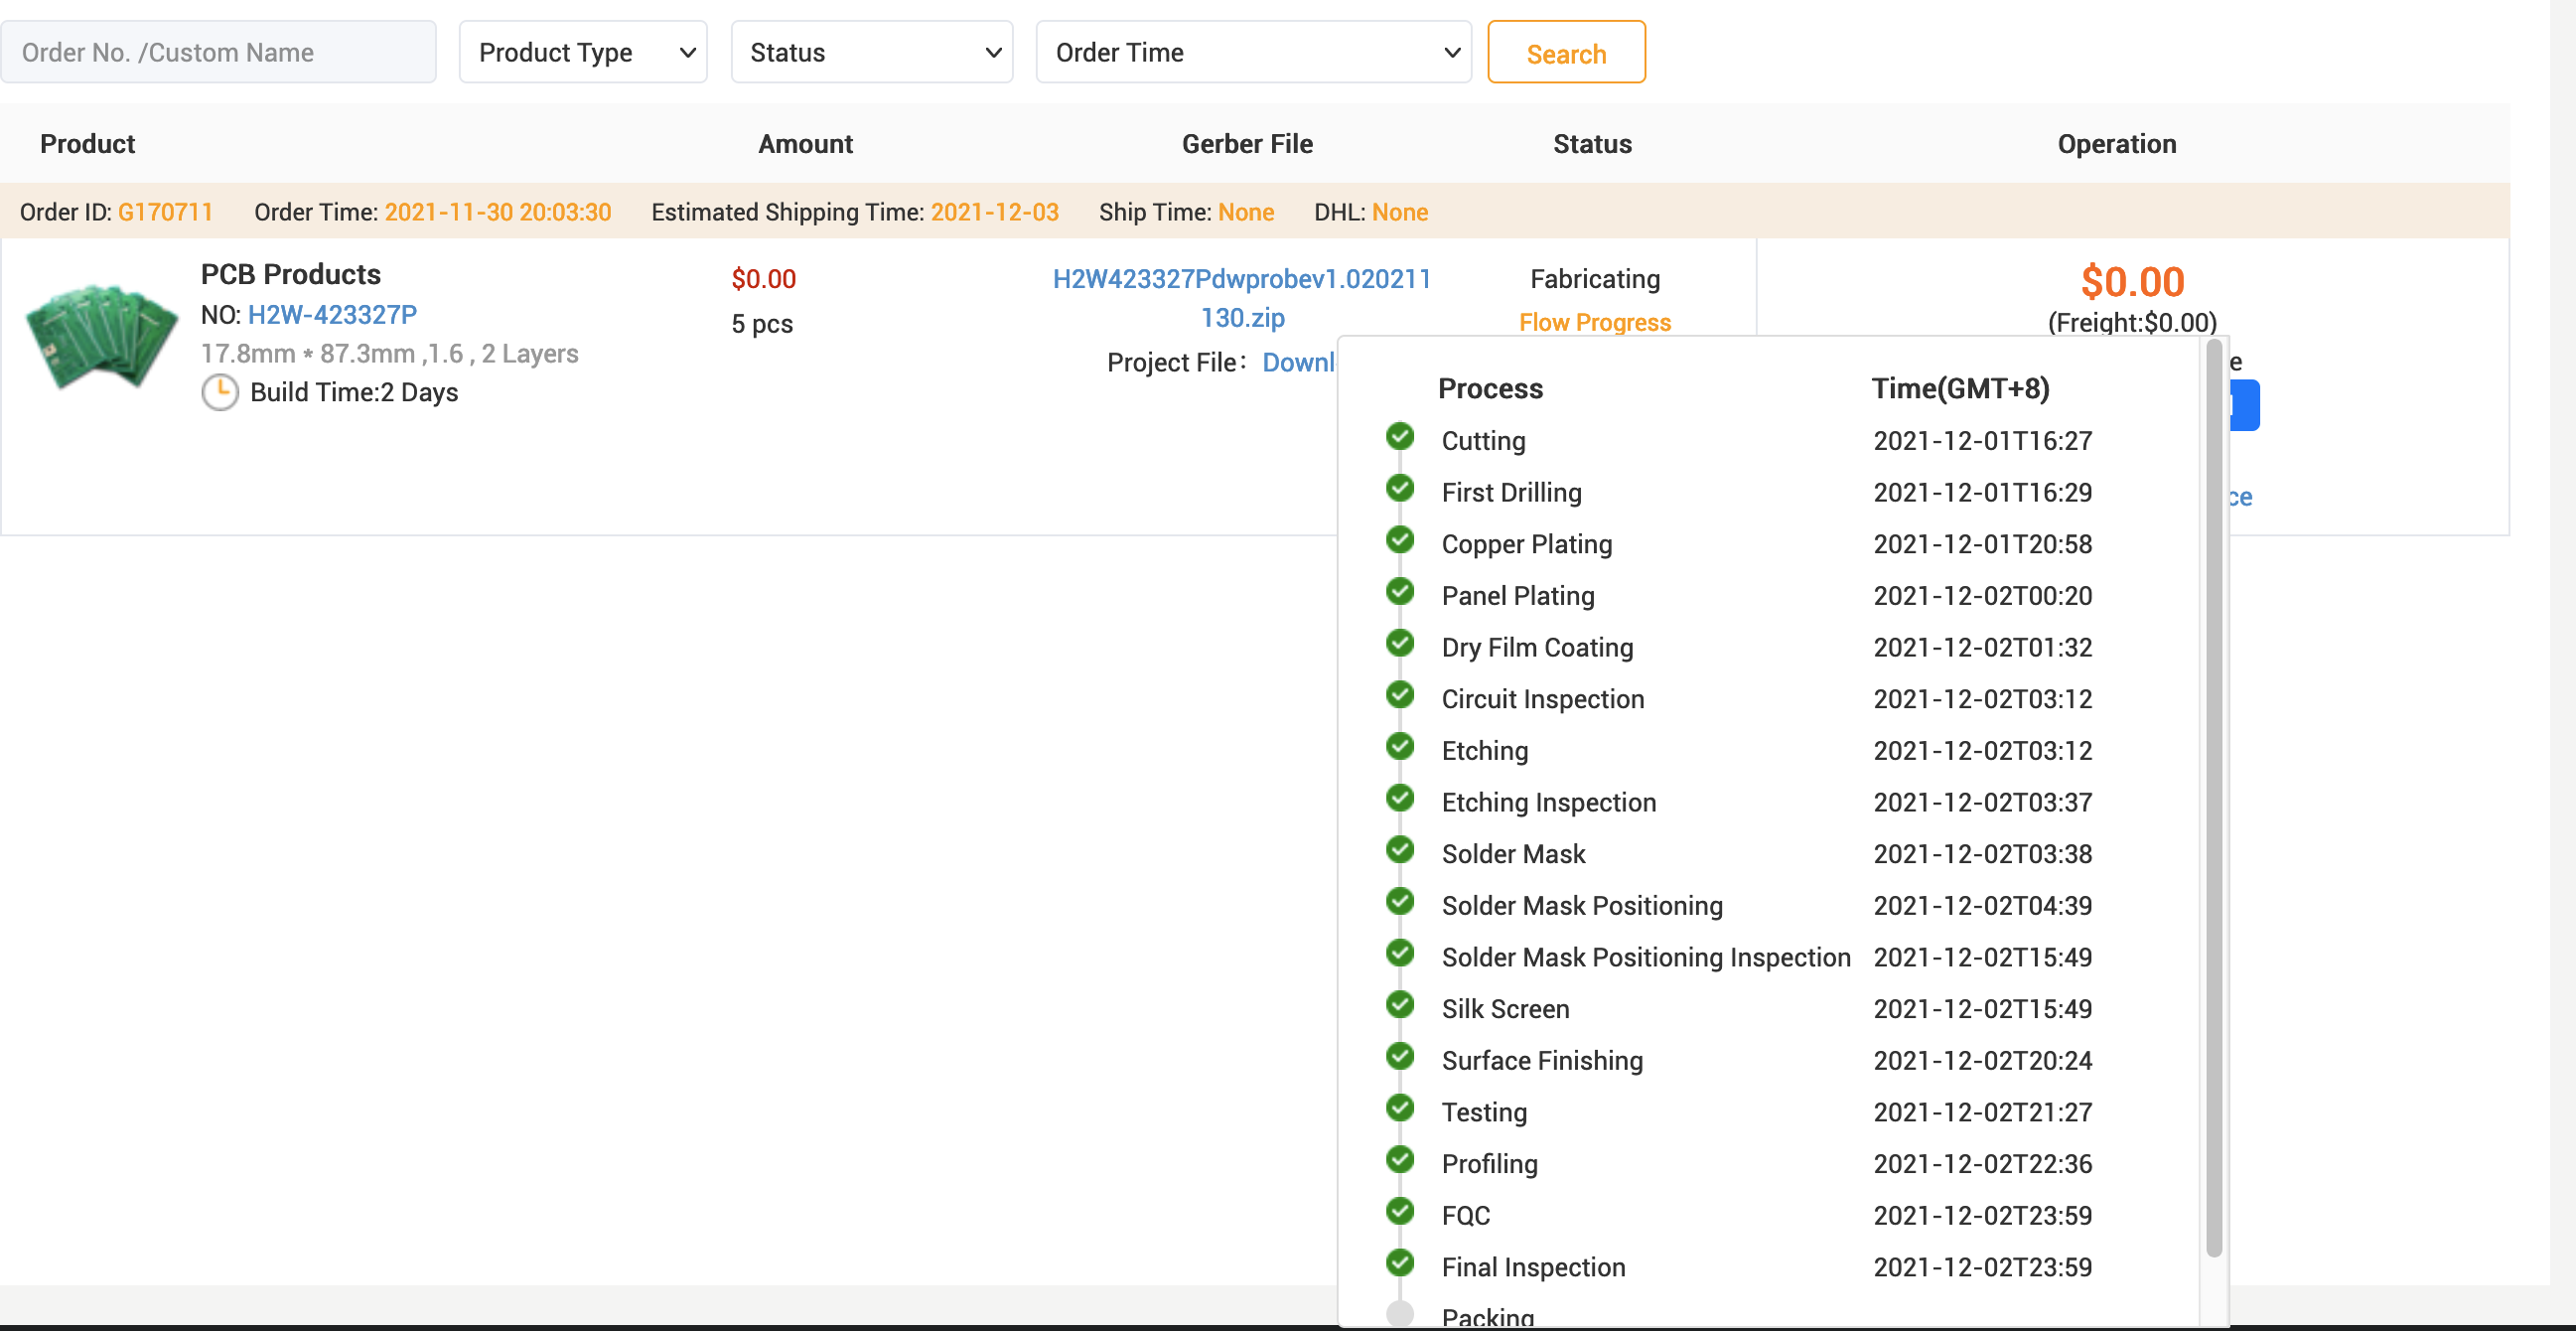 Order No. /Custom Name
Product Type
Status
Order Time
Search
Product Amount Gerber File Status Operation
Order ID: G170711 Order Time: 2021-11-30 20:03:30 Estimated Shipping Time: 2021-12-03 Ship Time: None DHL: None
PCB Products
NO: H2W-423327P
17.8mm * 87.3mm ,1.6 , 2 Layers
Build Time:2 Days
$0.00
5 pcs
H2W423327Pdwprobev1.020211
130.zip
Project File: Downl
Fabricating
Flow Progress
$0.00
(Freight:$0.00)
e
ce
Process Time(GMT+8)
Cutting 2021-12-01T16:27
First Drilling 2021-12-01T16:29
Copper Plating 2021-12-01T20:58
Panel Plating 2021-12-02T00:20
Dry Film Coating 2021-12-02T01:32
Circuit Inspection 2021-12-02T03:12
Etching 2021-12-02T03:12
Etching Inspection 2021-12-02T03:37
Solder Mask 2021-12-02T03:38
Solder Mask Positioning 2021-12-02T04:39
Solder Mask Positioning Inspection 2021-12-02T15:49
Silk Screen 2021-12-02T15:49
Surface Finishing 2021-12-02T20:24
Testing 2021-12-02T21:27
Profiling 2021-12-02T22:36
FQC 2021-12-02T23:59
Final Inspection 2021-12-02T23:59
Packing